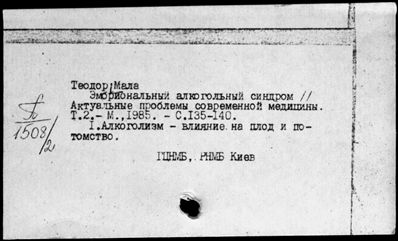 Теодор Мала
Эмбриональный алкогольный синдром //
Актуальные проблемы современной медицины.
Т.2.- М.,1985. - С.135-140.
1.Алкоголизм - влияние на плод и по-
томство.
1508/2
ГЦНМБ, РНМБ Киев